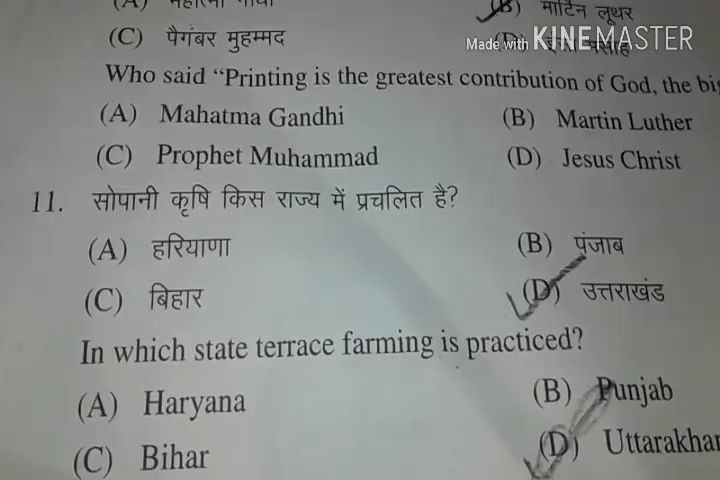 (B) मार्टिन लूथर
(C) पैगंबर मुहम्मद
Made with KINEMASTER
Who said “Printing is the greatest contribution of God, the
(A) Mahatma Gandhi (B) Martin Luther
(C) Prophet Muhammad (D) Jesus Christ
11. सोपानी कृषि किस राज्य में प्रचलित है?
(A) हरियाणा (B) पंजाब
(C) बिहार (D) उत्तराखंड
In which state terrace farming is practiced?
(A) Haryana (B) Punjab
(C) Bihar (D)